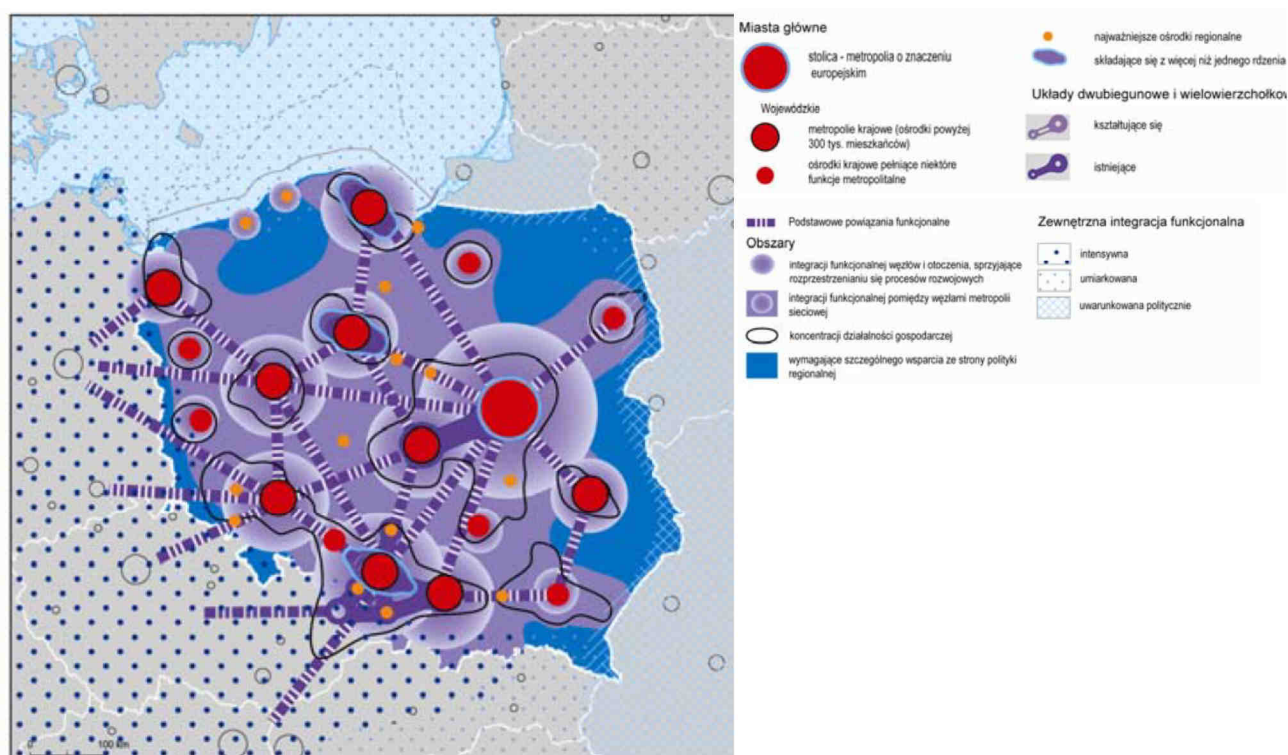 Miasta główne
stolica - metropolia o znaczeniu
europejskim
Wojewódzkie
metropolie krajowe (ośrodki powyżej
300 tys. mieszkańców)
ośrodki krajowe pełniące niektóre
funkcje metropolitalne
najważniejsze ośrodki regionalne
składające się z więcej niż jednego rdzenia
Układy dwubiegunowe i wielowierzchołkow
kształtujące się
istniejące
Podstawowe powiązania funkcjonalne
Obszary
integracji funkcjonalnej węzłów i otoczenia, sprzyjające
rozprzestrzenianiu się procesów rozwojowych
integracji funkcjonalnej pomiędzy węzłami metropolii
sieciowej
koncentracji działalności gospodarczej
wymagające szczególnego wsparcia ze strony polityki
regionalnej
Zewnętrzna integracja funkcjonalna
intensywna
umiarkowana
uwarunkowana politycznie
0 100 km